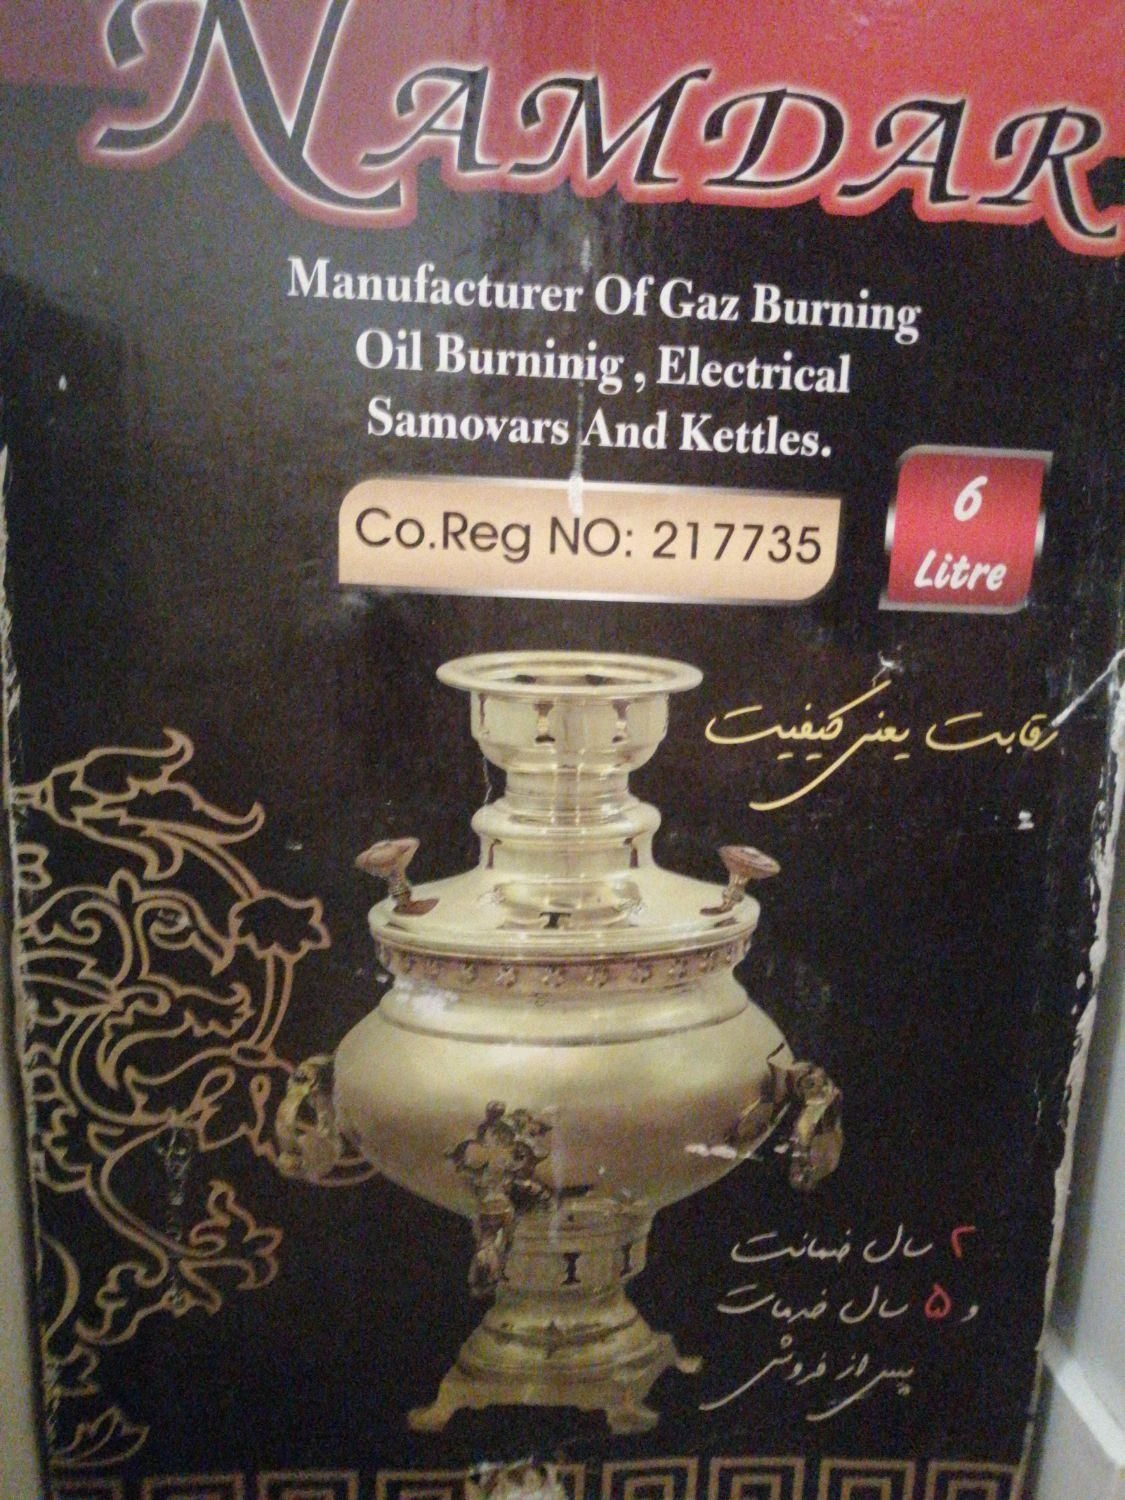 NAMDAR
Manufacturer Of Gaz Burning
Oil Burninig , Electrical
Samovars And Kettles.
Co.Reg NO: 217735
6
Litre
رقابت یعنی کیفیت
۲ سال ضمانت
و ۵ سال خدمات
پس از فروش